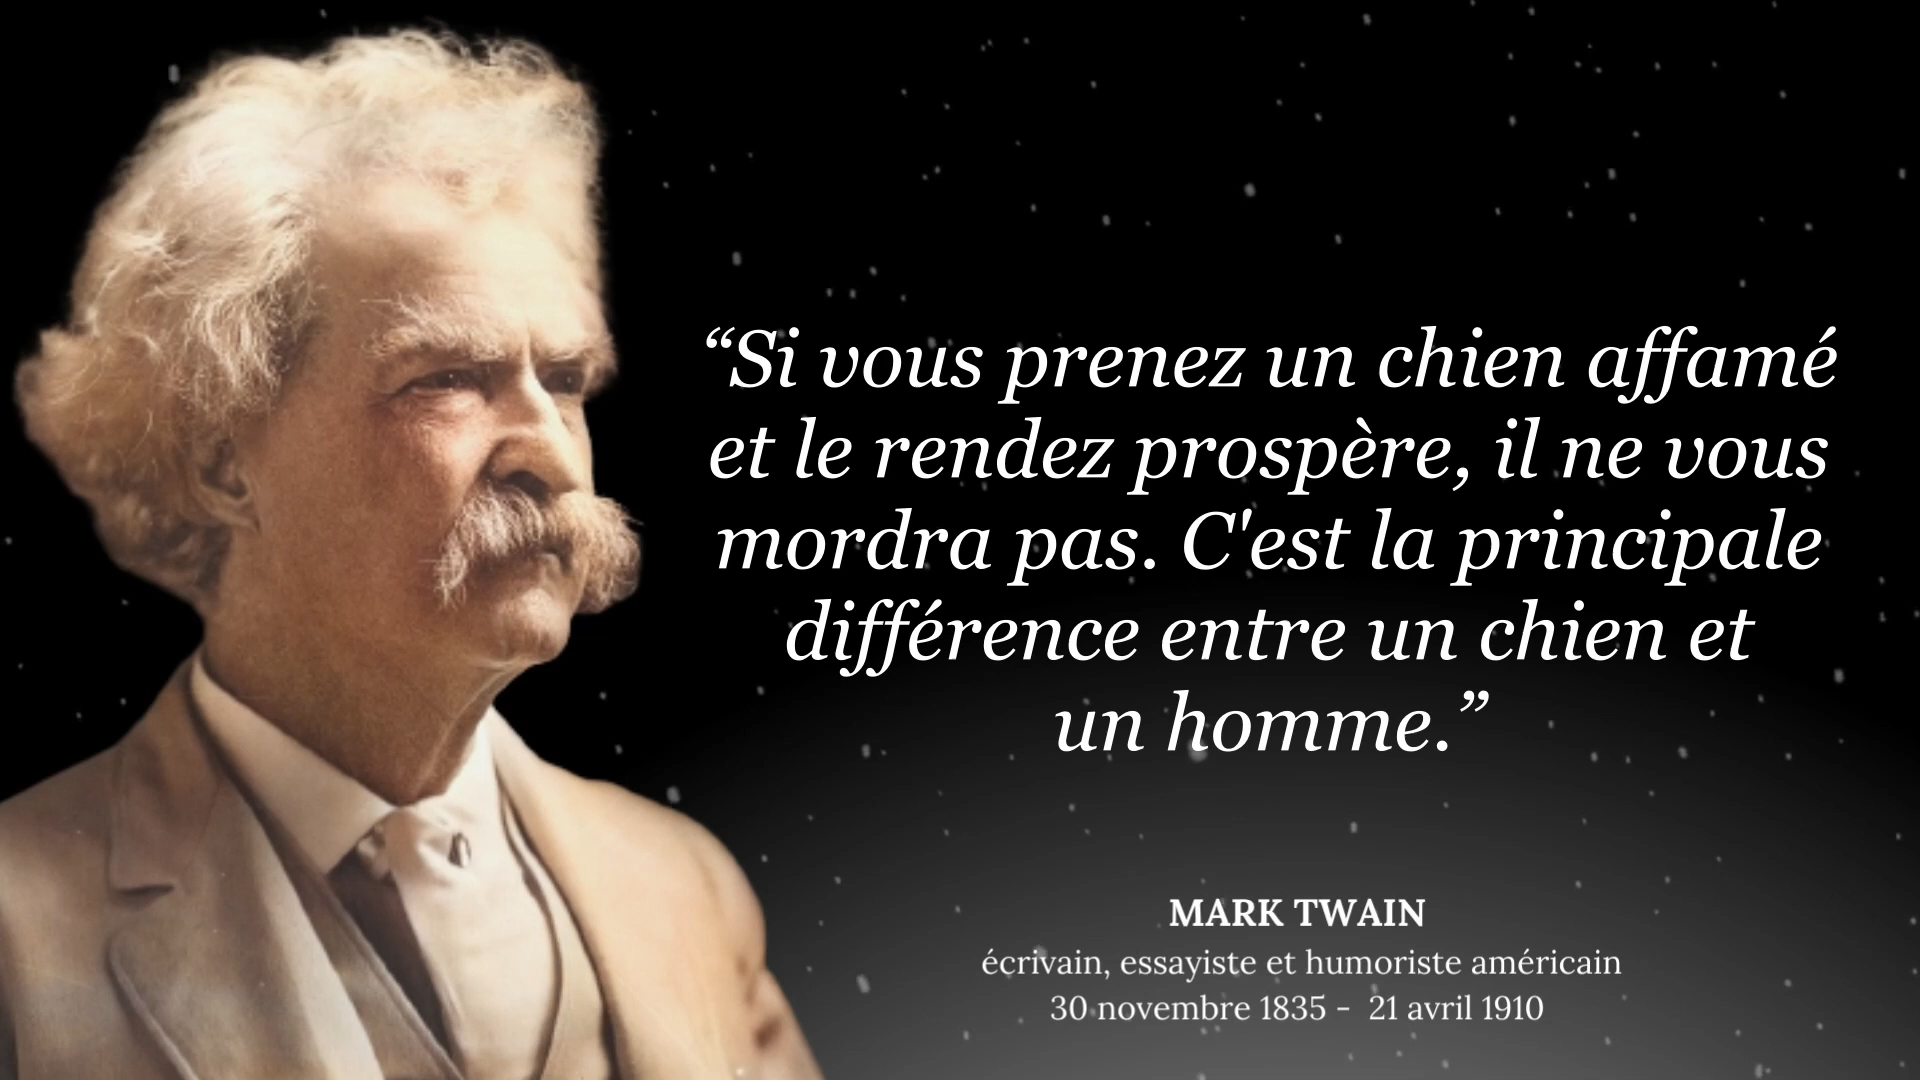 “Si vous prenez un chien affamé
et le rendez prospère, il ne vous
mordra pas. C'est la principale
différence entre un chien et
un homme.”
MARK TWAIN
écrivain, essayiste et humoriste américain
30 novembre 1835 - 21 avril 1910